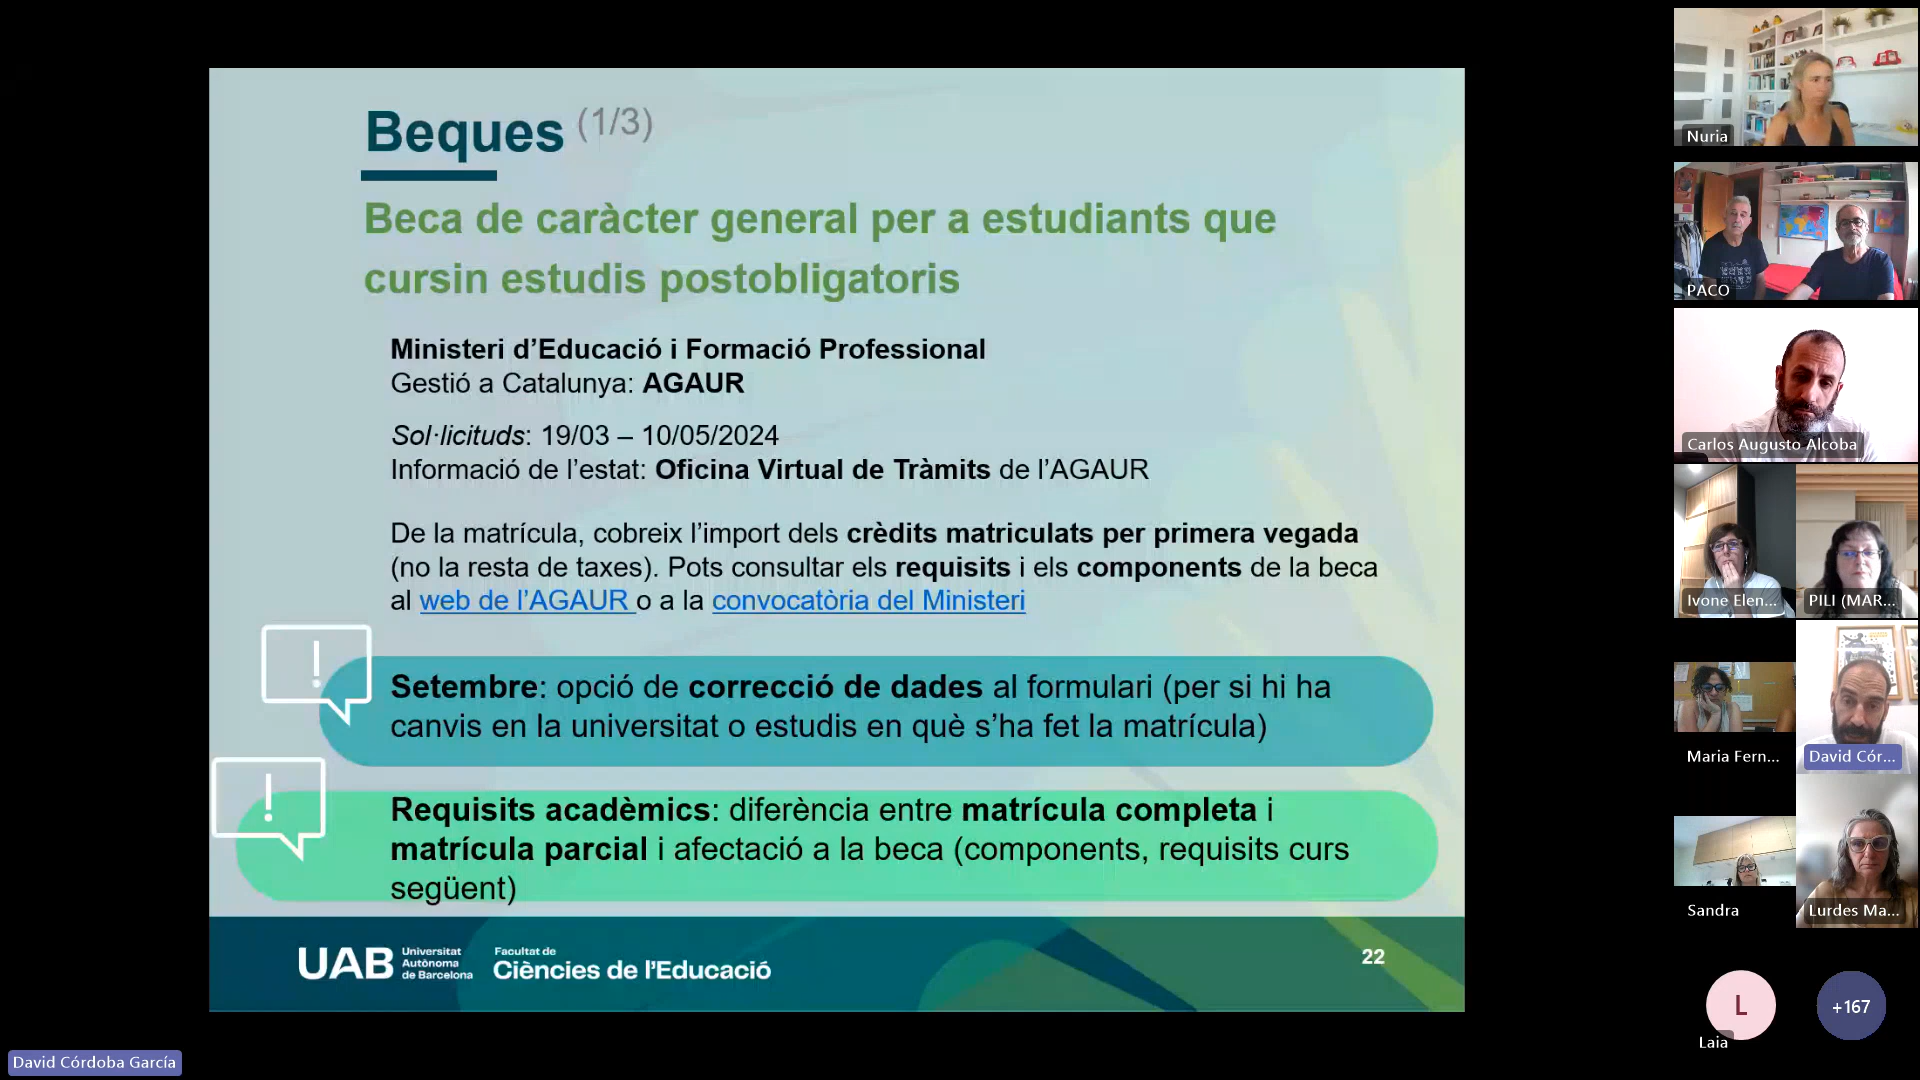 Beques (1/3)
Beca de caràcter general per a estudiants que
cursin estudis postobligatoris
Ministeri d’Educació i Formació Professional
Gestió a Catalunya: AGAUR
Sol·licituds: 19/03 – 10/05/2024
Informació de l’estat: Oficina Virtual de Tràmits de l’AGAUR
De la matrícula, cobreix l’import dels crèdits matriculats per primera vegada
(no la resta de taxes). Pots consultar els requisits i els components de la beca
al web de l’AGAUR o a la convocatòria del Ministeri
!
Setembre: opció de correcció de dades al formulari (per si hi ha
canvis en la universitat o estudis en què s’ha fet la matrícula)
!
Requisits acadèmics: diferència entre matrícula completa i
matrícula parcial i afectació a la beca (components, requisits curs
següent)
UAB
Universitat
Autònoma
de Barcelona
Facultat de
Ciències de l’Educació
22
David Córdoba García
Nuria
PACO
Carlos Augusto Alcoba
Ivone Elen...
PILI (MAR...
Maria Fern...
David Cór...
Sandra
Lurdes Ma...
L
Laia
+167